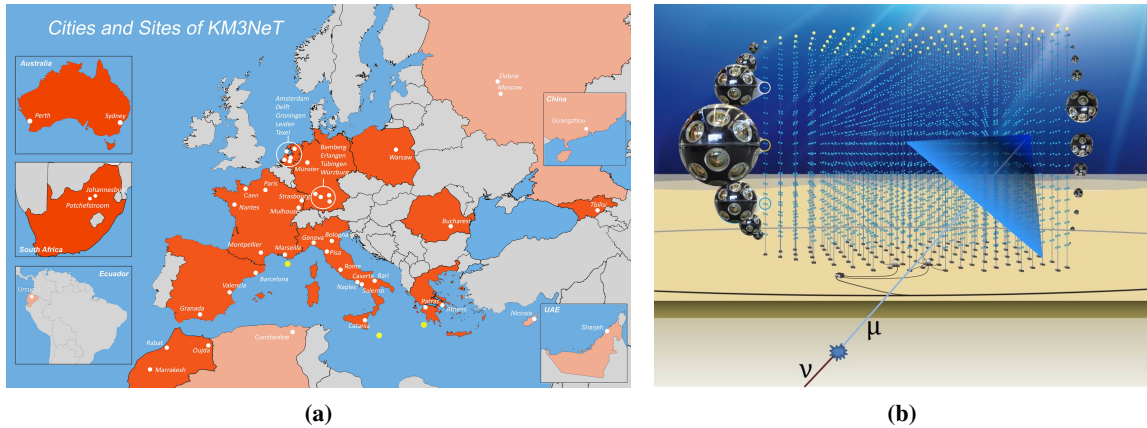 Cities and Sites of KM3NeT
Australia
Perth
Sydney
South Africa
Johannesburg
Potchefstroom
Ecuador
Urcuquí
Amsterdam
Delft
Groningen
Leiden
Texel
Bamberg
Erlangen
Tübingen
Würzburg
Münster
Warsaw
Dubna
Moscow
China
Guangzhou
Paris
Caen
Strasbourg
Nantes
Mulhouse
Bucharest
Tbilisi
Montpellier
Marseille
Genova
Bologna
Pisa
Barcelona
Rome
Valencia
Caserta
Bari
Naples
Salerno
Granada
Catania
Patras
Athens
Nicosia
UAE
Sharjah
Rabat
Oujda
Constantine
Marrakesh
(a)
μ
ν
(b)